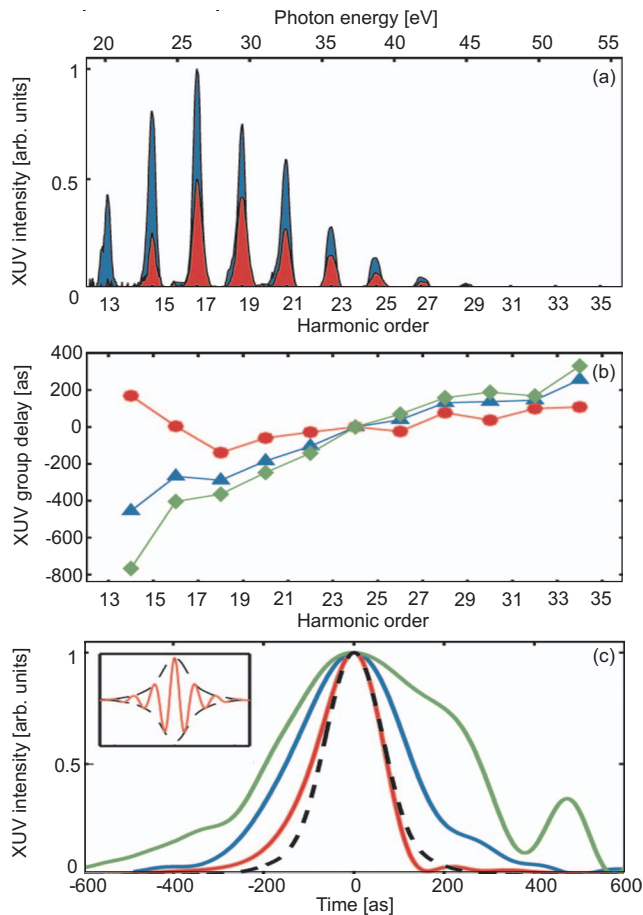 Photon energy [eV]
20 25 30 35 40 45 50 55
(a)
XUV intensity [arb. units]
1
0.5
0
13 15 17 19 21 23 25 27 29 31 33 35
Harmonic order
400
200
0
-200
-400
-600
-800
(b)
XUV group delay [as]
13 15 17 19 21 23 25 27 29 31 33 35
Harmonic order
(c)
XUV intensity [arb. units]
1
0.5
0
-600 -400 -200 0 200 400 600
Time [as]